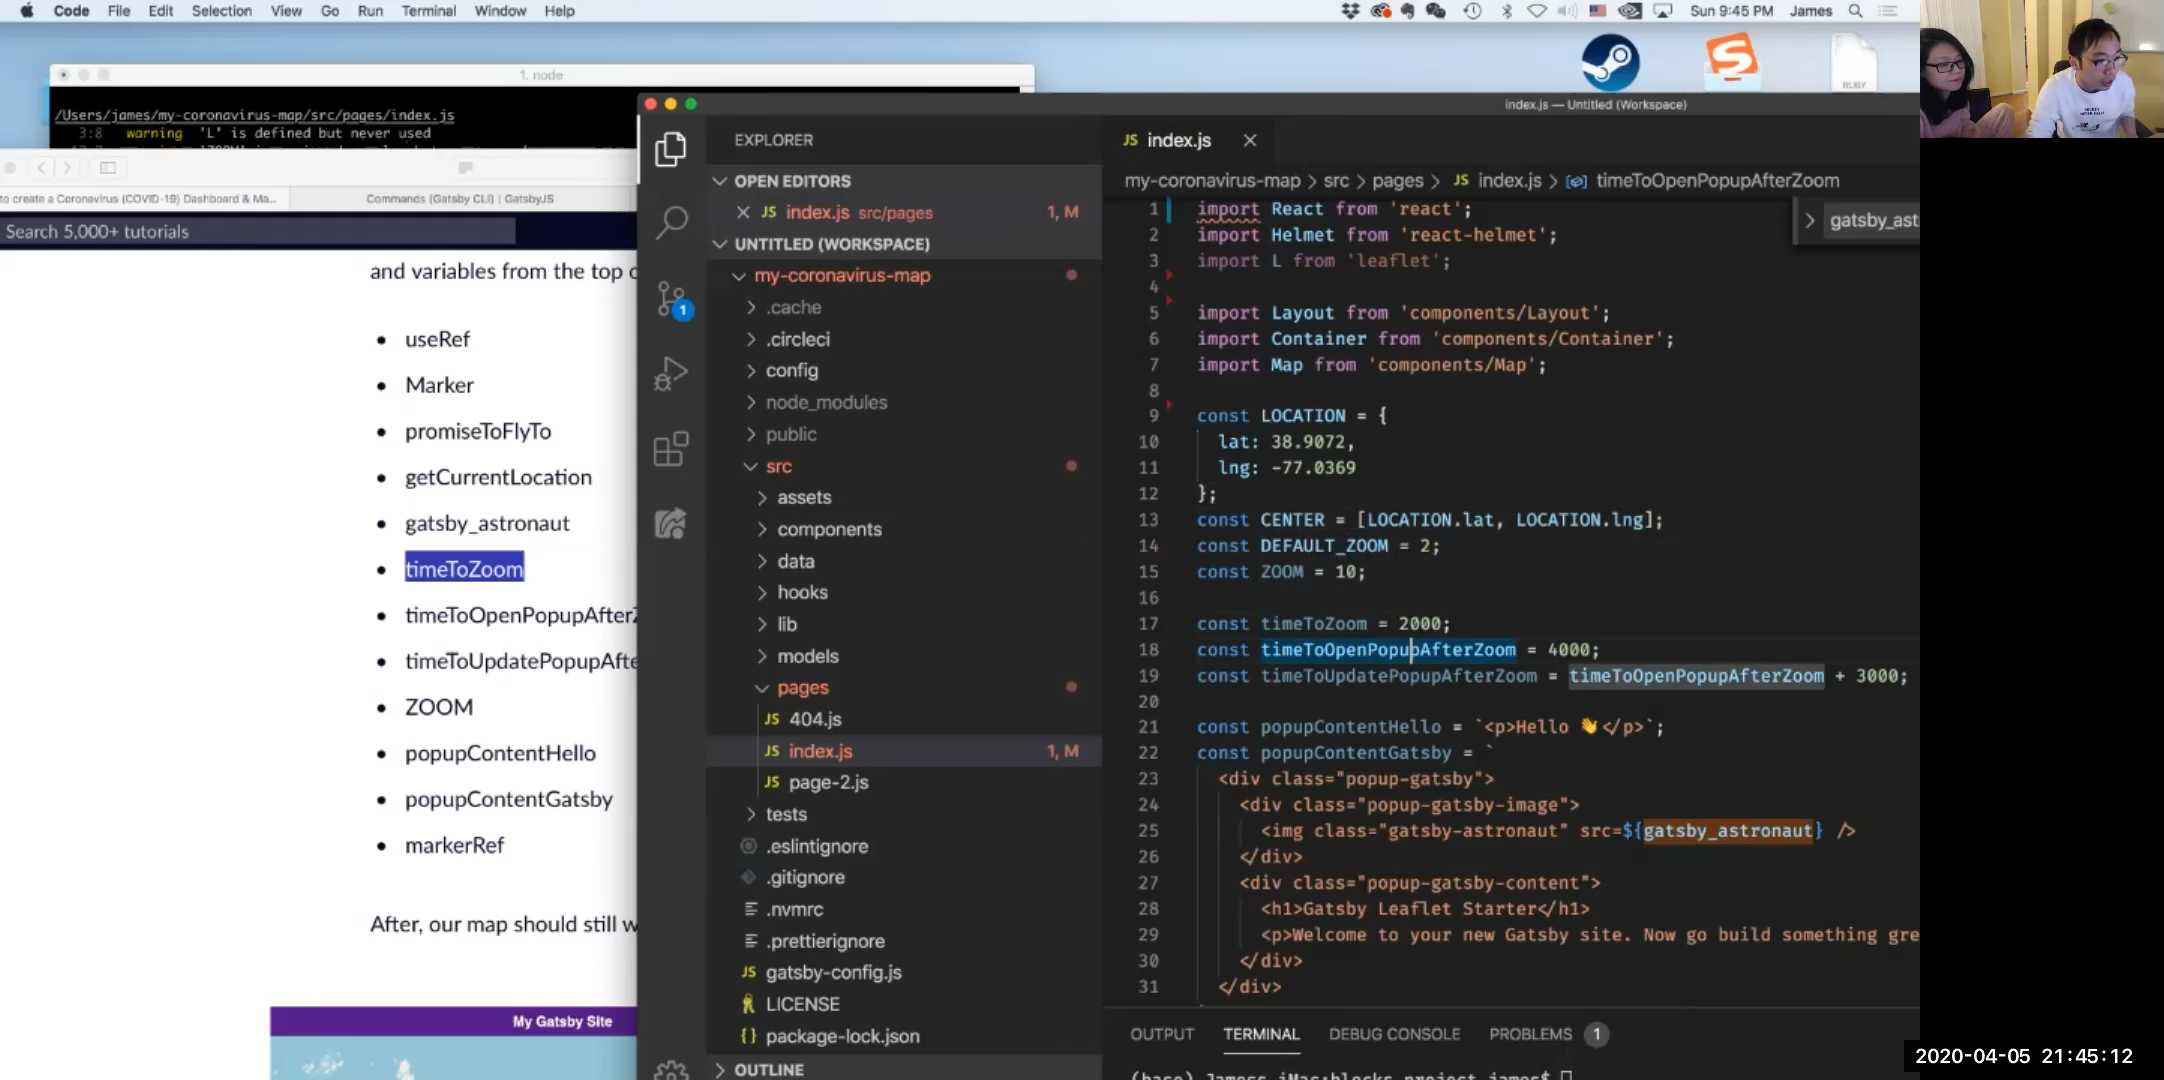 Code File Edit Selection View Go Run Terminal Window Help
Sun 9:45 PM James
1. node
/Users/james/my-coronavirus-map/src/pages/index.js
3:8 warning 'L' is defined but never used
to create a Coronavirus (COVID-19) Dashboard & Ma...
Commands (Gatsby CLI) | GatsbyJS
Search 5,000+ tutorials
and variables from the top
• useRef
• Marker
• promiseToFlyTo
• getCurrentLocation
• gatsby_astronaut
• timeToZoom
• timeToOpenPopupAfterZ
• timeToUpdatePopupAfte
• ZOOM
• popupContentHello
• popupContentGatsby
• markerRef
After, our map should still w
My Gatsby Site
index.js — Untitled (Workspace)
EXPLORER
OPEN EDITORS
JS index.js src/pages 1, M
UNTITLED (WORKSPACE)
my-coronavirus-map
.cache
.circleci
config
node_modules
public
src
assets
components
data
hooks
lib
models
pages
JS 404.js
JS index.js 1, M
JS page-2.js
tests
.eslintignore
.gitignore
.nvmrc
.prettierignore
JS gatsby-config.js
LICENSE
{} package-lock.json
OUTLINE
1
JS index.js
my-coronavirus-map > src > pages > JS index.js > timeToOpenPopupAfterZoom
gatsby_ast
1 import React from 'react';
2 import Helmet from 'react-helmet';
3 import L from 'leaflet';
4
5 import Layout from 'components/Layout';
6 import Container from 'components/Container';
7 import Map from 'components/Map';
8
9 const LOCATION = {
10 lat: 38.9072,
11 lng: -77.0369
12 };
13 const CENTER = [LOCATION.lat, LOCATION.lng];
14 const DEFAULT_ZOOM = 2;
15 const ZOOM = 10;
16
17 const timeToZoom = 2000;
18 const timeToOpenPopupAfterZoom = 4000;
19 const timeToUpdatePopupAfterZoom = timeToOpenPopupAfterZoom + 3000;
20
21 const popupContentHello = `<p>Hello 👋</p>`;
22 const popupContentGatsby = `
23 <div class="popup-gatsby">
24 <div class="popup-gatsby-image">
25 <img class="gatsby-astronaut" src=${gatsby_astronaut} />
26 </div>
27 <div class="popup-gatsby-content">
28 <h1>Gatsby Leaflet Starter</h1>
29 <p>Welcome to your new Gatsby site. Now go build something gre
30 </div>
31 </div>
OUTPUT TERMINAL DEBUG CONSOLE PROBLEMS 1
2020-04-05 21:45:12